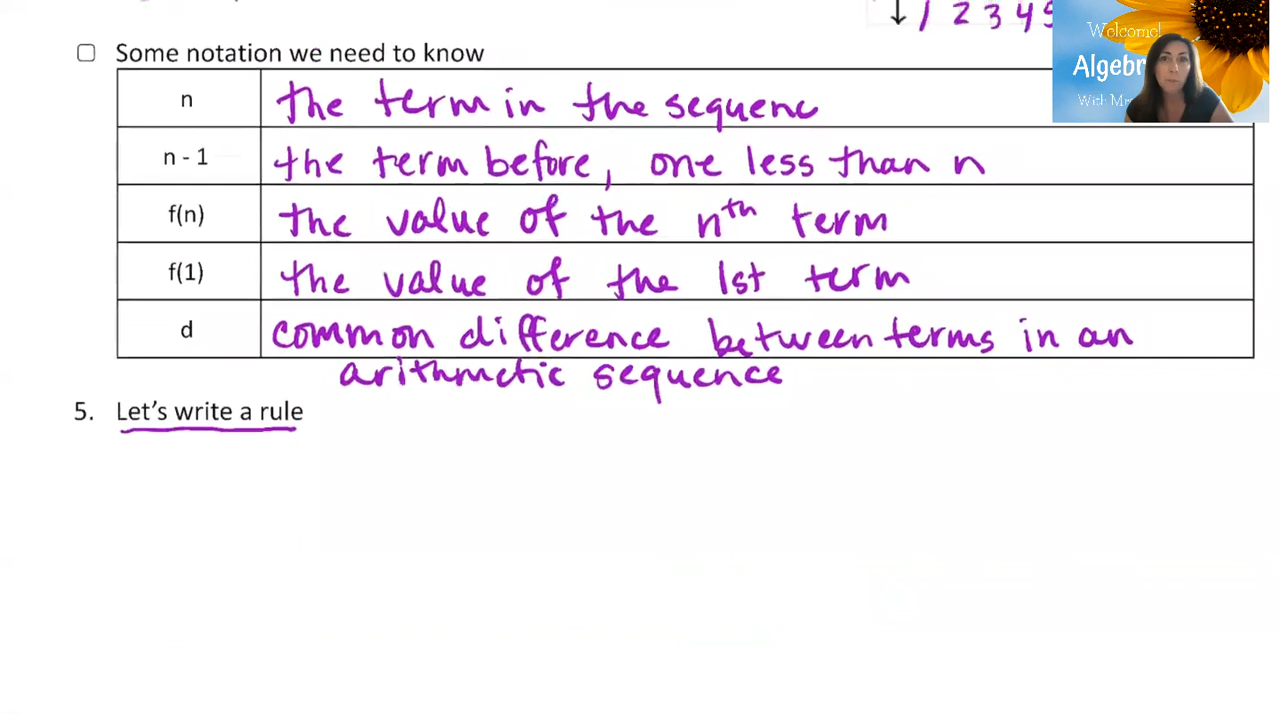 ↓ 1 2 3 4 5
Welcome!
Algebr
With Mr
Some notation we need to know
n the term in the sequenc
n - 1 the term before, one less than n
f(n) the value of the nth term
f(1) the value of the 1st term
d common difference between terms in an
arithmetic sequence
5. Let's write a rule